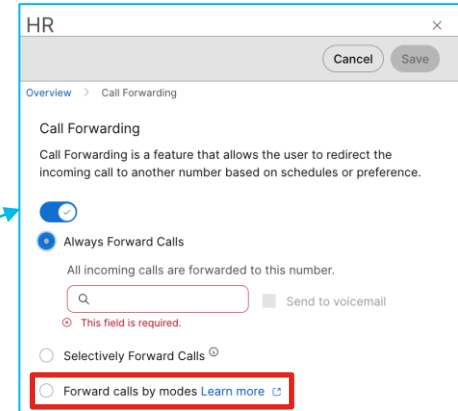 HR
Cancel Save
Overview > Call Forwarding
Call Forwarding
Call Forwarding is a feature that allows the user to redirect the
incoming call to another number based on schedules or preference.
Always Forward Calls
All incoming calls are forwarded to this number.
Send to voicemail
This field is required.
Selectively Forward Calls
Forward calls by modes Learn more